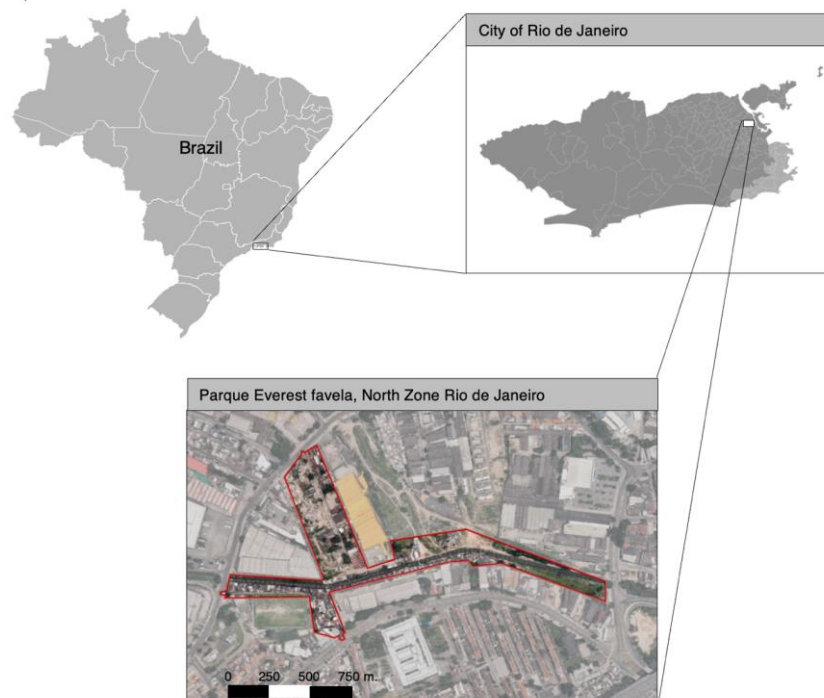 City of Rio de Janeiro
Brazil
Parque Everest favela, North Zone Rio de Janeiro
0 250 500 750 m.